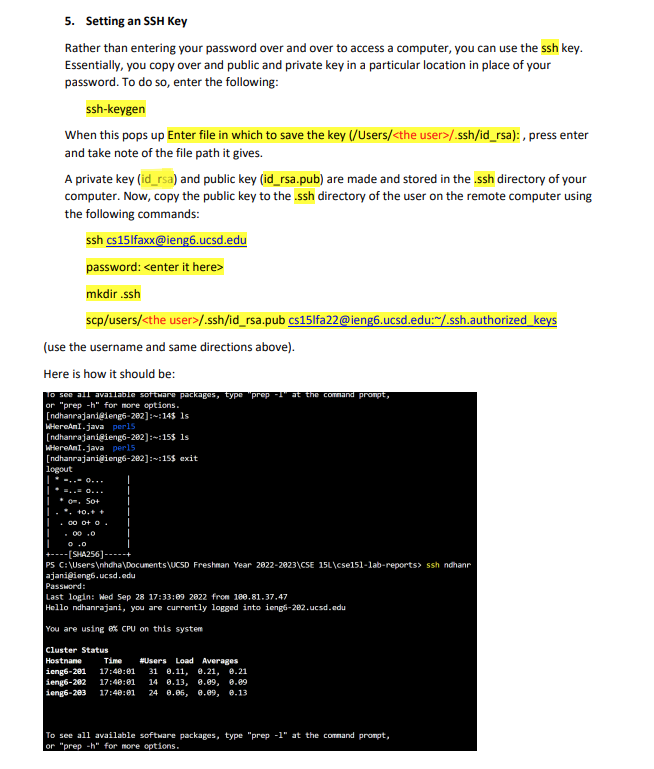 5. Setting an SSH Key
Rather than entering your password over and over to access a computer, you can use the ssh key.
Essentially, you copy over and public and private key in a particular location in place of your
password. To do so, enter the following:
ssh-keygen
When this pops up Enter file in which to save the key (/Users/<the user>/.ssh/id_rsa): , press enter
and take note of the file path it gives.
A private key (id_rsa) and public key (id_rsa.pub) are made and stored in the .ssh directory of your
computer. Now, copy the public key to the .ssh directory of the user on the remote computer using
the following commands:
ssh cs15lfaxx@ieng6.ucsd.edu
password: <enter it here>
mkdir .ssh
scp/users/<the user>/.ssh/id_rsa.pub cs15lfa22@ieng6.ucsd.edu:~/.ssh.authorized_keys
(use the username and same directions above).
Here is how it should be:
To see all available software packages, type "prep -l" at the command prompt,
or "prep -h" for more options.
[ndhanrajani@ieng6-202]:~:14$ ls
WHereAmI.java perl5
[ndhanrajani@ieng6-202]:~:15$ ls
WHereAmI.java perl5
[ndhanrajani@ieng6-202]:~:15$ exit
logout
| * =..= o... |
| * =..= o... |
| * o=. So+ |
| . *. +o.+ + |
| . oo o+ o . |
| . oo .o |
| o .o |
+----[SHA256]-----+
PS C:\Users\nhdha\Documents\UCSD Freshman Year 2022-2023\CSE 15L\cse15l-lab-reports> ssh ndhanr
ajani@ieng6.ucsd.edu
Password:
Last login: Wed Sep 28 17:33:09 2022 from 100.81.37.47
Hello ndhanrajani, you are currently logged into ieng6-202.ucsd.edu
You are using 0% CPU on this system
Cluster Status
Hostname Time #Users Load Averages
ieng6-201 17:40:01 31 0.11, 0.21, 0.21
ieng6-202 17:40:01 14 0.13, 0.09, 0.09
ieng6-203 17:40:01 24 0.06, 0.09, 0.13
To see all available software packages, type "prep -l" at the command prompt,
or "prep -h" for more options.